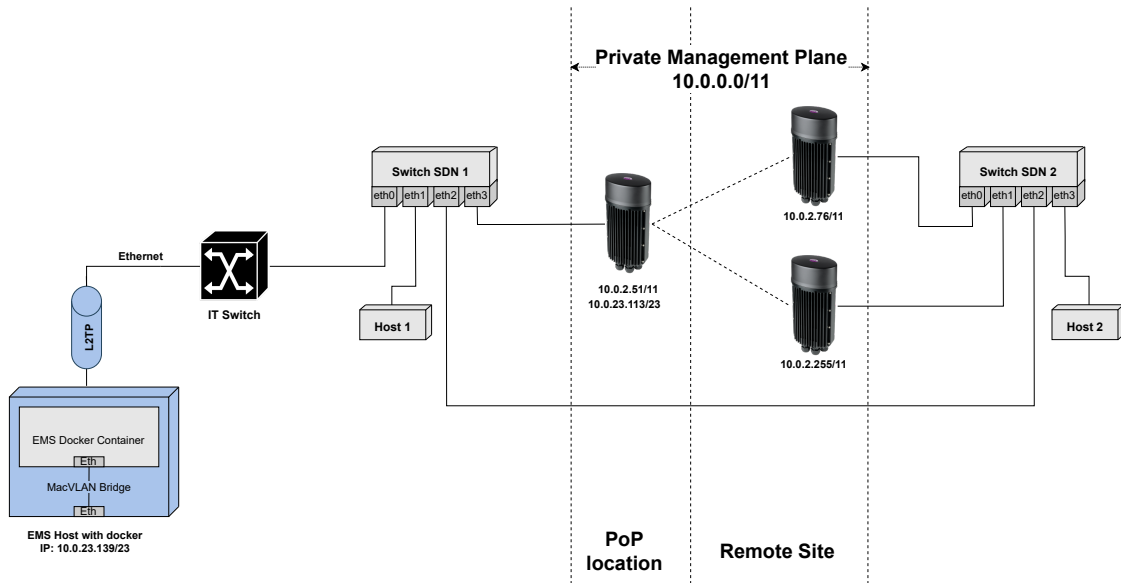 Private Management Plane
10.0.0.0/11
Switch SDN 1
eth0 eth1 eth2 eth3
Switch SDN 2
eth0 eth1 eth2 eth3
10.0.2.76/11
Ethernet
IT Switch
10.0.2.51/11
10.0.23.113/23
Host 1
Host 2
L2TP
10.0.2.255/11
EMS Docker Container
Eth
MacVLAN Bridge
Eth
EMS Host with docker
IP: 10.0.23.139/23
PoP
location
Remote Site